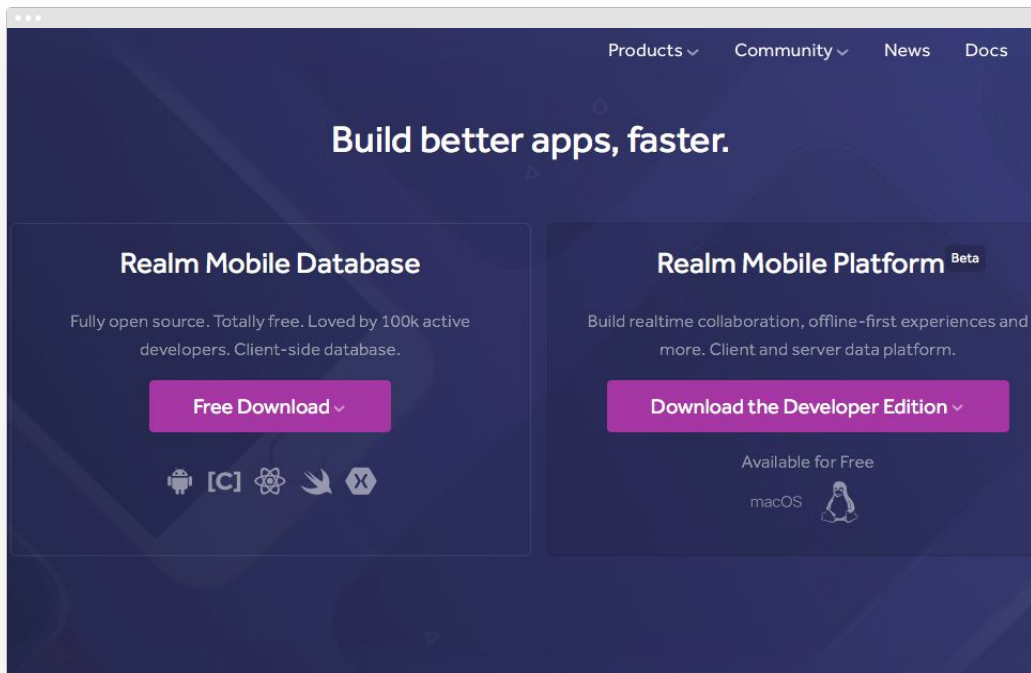 Products Community News Docs
Build better apps, faster.
Realm Mobile Database
Fully open source. Totally free. Loved by 100k active
developers. Client-side database.
Free Download
[C]
Realm Mobile Platform Beta
Build realtime collaboration, offline-first experiences and
more. Client and server data platform.
Download the Developer Edition
Available for Free
macOS